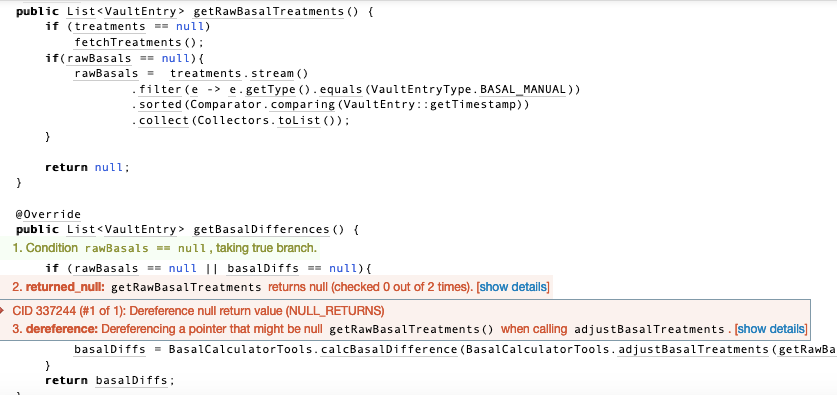 public List<VaultEntry> getRawBasalTreatments() {
if (treatments == null)
fetchTreatments();
if(rawBasals == null){
rawBasals =  treatments.stream()
.filter(e -> e.getType().equals(VaultEntryType.BASAL_MANUAL))
.sorted(Comparator.comparing(VaultEntry::getTimestamp))
.collect(Collectors.toList());
}
return null;
}
@Override
public List<VaultEntry> getBasalDifferences() {
1. Condition rawBasals == null, taking true branch.
if (rawBasals == null || basalDiffs == null){
2. returned_null: getRawBasalTreatments returns null (checked 0 out of 2 times). [show details]
CID 337244 (#1 of 1): Dereference null return value (NULL_RETURNS)
3. dereference: Dereferencing a pointer that might be null getRawBasalTreatments() when calling adjustBasalTreatments. [show details]
basalDiffs = BasalCalculatorTools.calcBasalDifference(BasalCalculatorTools.adjustBasalTreatments(getRawBa
}
return basalDiffs;